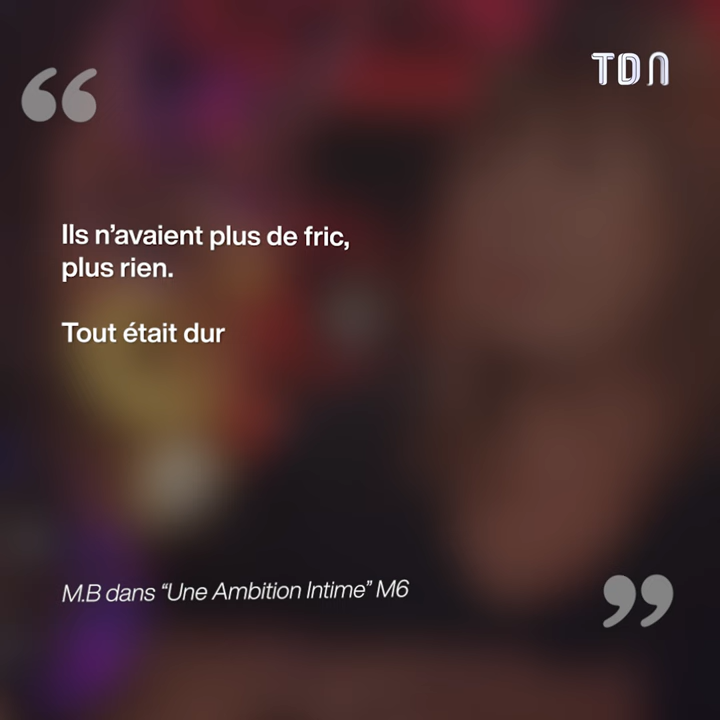 TDN
“
Ils n’avaient plus de fric,
plus rien.
Tout était dur
M.B dans “Une Ambition Intime” M6
”